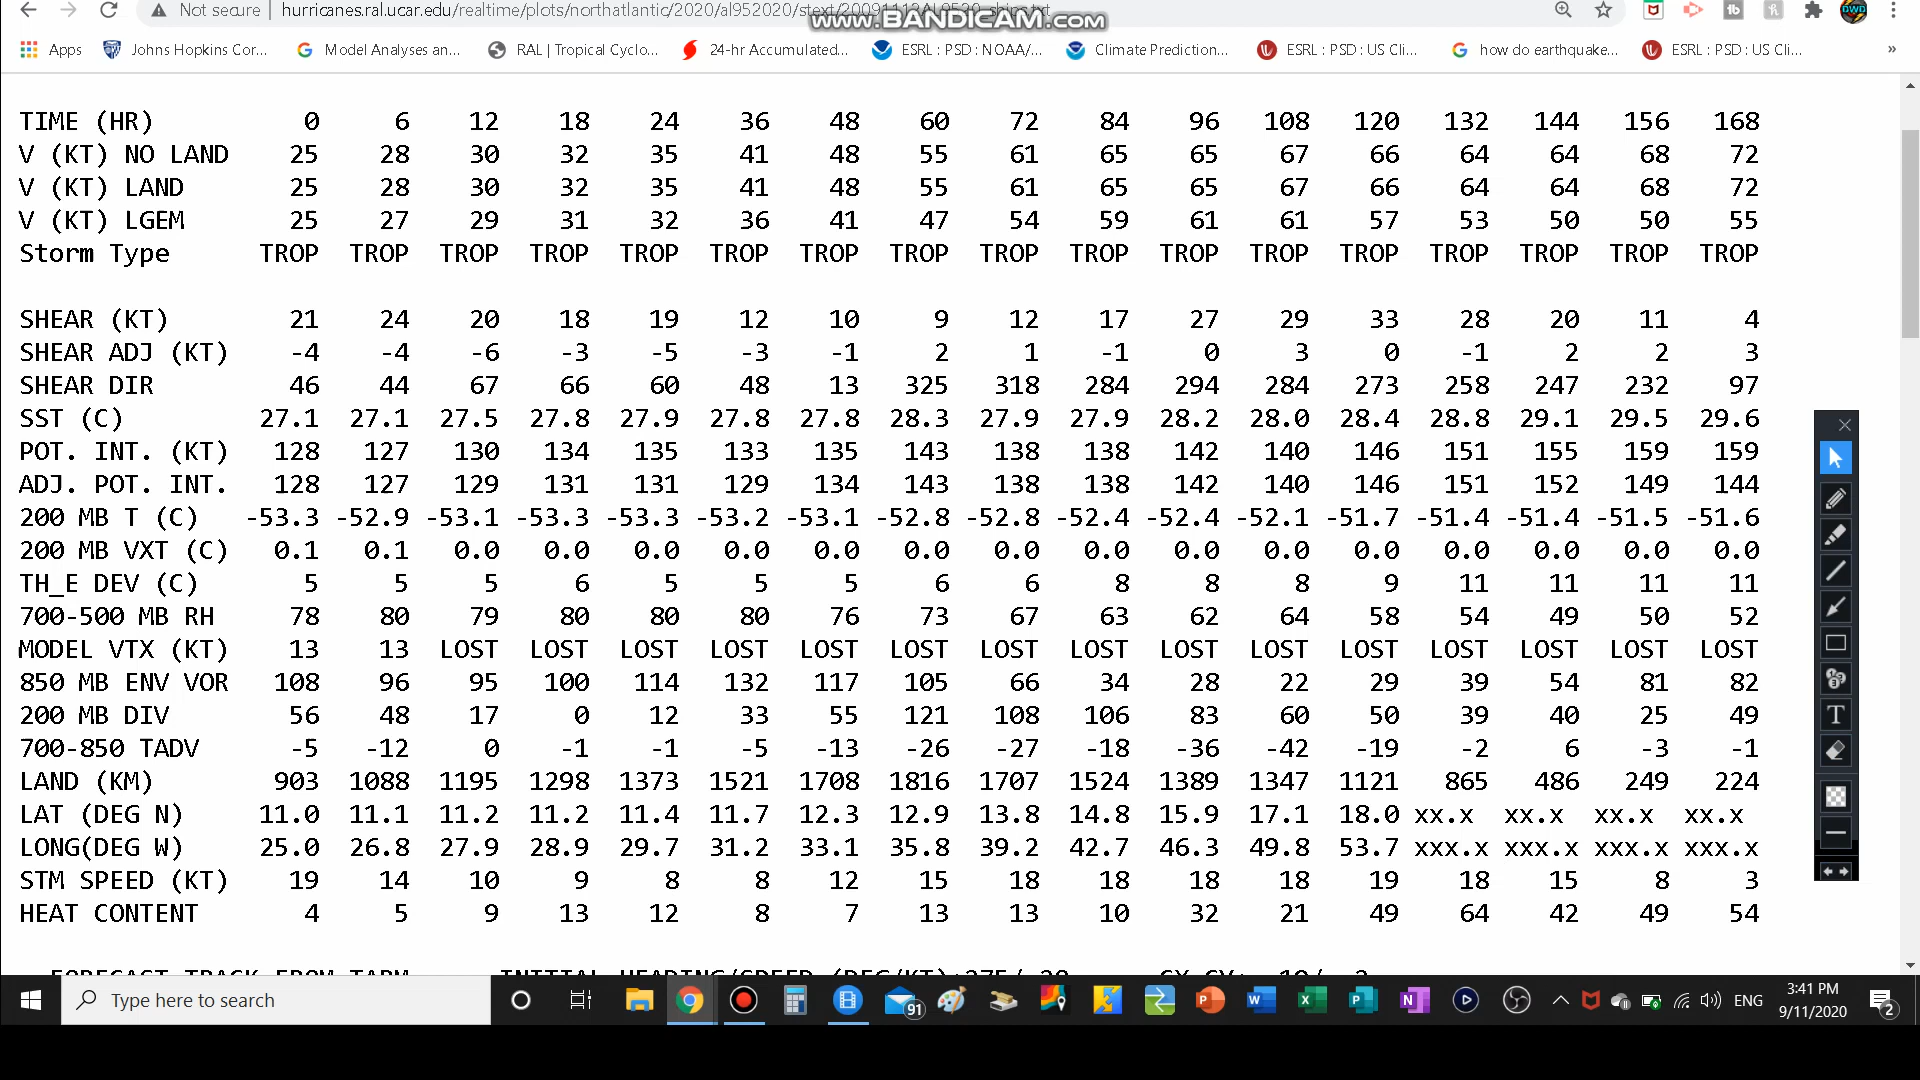 Not secure hurricanes.ral.ucar.edu/realtime/plots/northatlantic/2020/al952020/stext/
www.BANDICAM.com
Apps Johns Hopkins Cor... Model Analyses an... RAL | Tropical Cyclo... 24-hr Accumulated... ESRL : PSD : NOAA/... Climate Prediction... ESRL : PSD : US Cli... how do earthquake... ESRL : PSD : US Cli... »
TIME (HR) 0 6 12 18 24 36 48 60 72 84 96 108 120 132 144 156 168
V (KT) NO LAND 25 28 30 32 35 41 48 55 61 65 65 67 66 64 64 68 72
V (KT) LAND 25 28 30 32 35 41 48 55 61 65 65 67 66 64 64 68 72
V (KT) LGEM 25 27 29 31 32 36 41 47 54 59 61 61 57 53 50 50 55
Storm Type TROP TROP TROP TROP TROP TROP TROP TROP TROP TROP TROP TROP TROP TROP TROP TROP TROP
SHEAR (KT) 21 24 20 18 19 12 10 9 12 17 27 29 33 28 20 11 4
SHEAR ADJ (KT) -4 -4 -6 -3 -5 -3 -1 2 1 -1 0 3 0 -1 2 2 3
SHEAR DIR 46 44 67 66 60 48 13 325 318 284 294 284 273 258 247 232 97
SST (C) 27.1 27.1 27.5 27.8 27.9 27.8 27.8 28.3 27.9 27.9 28.2 28.0 28.4 28.8 29.1 29.5 29.6
POT. INT. (KT) 128 127 130 134 135 133 135 143 138 138 142 140 146 151 155 159 159
ADJ. POT. INT. 128 127 129 131 131 129 134 143 138 138 142 140 146 151 152 149 144
200 MB T (C) -53.3 -52.9 -53.1 -53.3 -53.3 -53.2 -53.1 -52.8 -52.8 -52.4 -52.4 -52.1 -51.7 -51.4 -51.4 -51.5 -51.6
200 MB VXT (C) 0.1 0.1 0.0 0.0 0.0 0.0 0.0 0.0 0.0 0.0 0.0 0.0 0.0 0.0 0.0 0.0 0.0
TH_E DEV (C) 5 5 5 6 5 5 5 6 6 8 8 8 9 11 11 11 11
700-500 MB RH 78 80 79 80 80 80 76 73 67 63 62 64 58 54 49 50 52
MODEL VTX (KT) 13 13 LOST LOST LOST LOST LOST LOST LOST LOST LOST LOST LOST LOST LOST LOST LOST
850 MB ENV VOR 108 96 95 100 114 132 117 105 66 34 28 22 29 39 54 81 82
200 MB DIV 56 48 17 0 12 33 55 121 108 106 83 60 50 39 40 25 49
700-850 TADV -5 -12 0 -1 -1 -5 -13 -26 -27 -18 -36 -42 -19 -2 6 -3 -1
LAND (KM) 903 1088 1195 1298 1373 1521 1708 1816 1707 1524 1389 1347 1121 865 486 249 224
LAT (DEG N) 11.0 11.1 11.2 11.2 11.4 11.7 12.3 12.9 13.8 14.8 15.9 17.1 18.0 xx.x xx.x xx.x xx.x
LONG(DEG W) 25.0 26.8 27.9 28.9 29.7 31.2 33.1 35.8 39.2 42.7 46.3 49.8 53.7 xxx.x xxx.x xxx.x xxx.x
STM SPEED (KT) 19 14 10 9 8 8 12 15 18 18 18 18 19 18 15 8 3
HEAT CONTENT 4 5 9 13 12 8 7 13 13 10 32 21 49 64 42 49 54
FORECAST TRACK FROM TABM INITIAL HEADING/SPEED (DEG/KT)
Type here to search
91
ENG
3:41 PM
9/11/2020
2